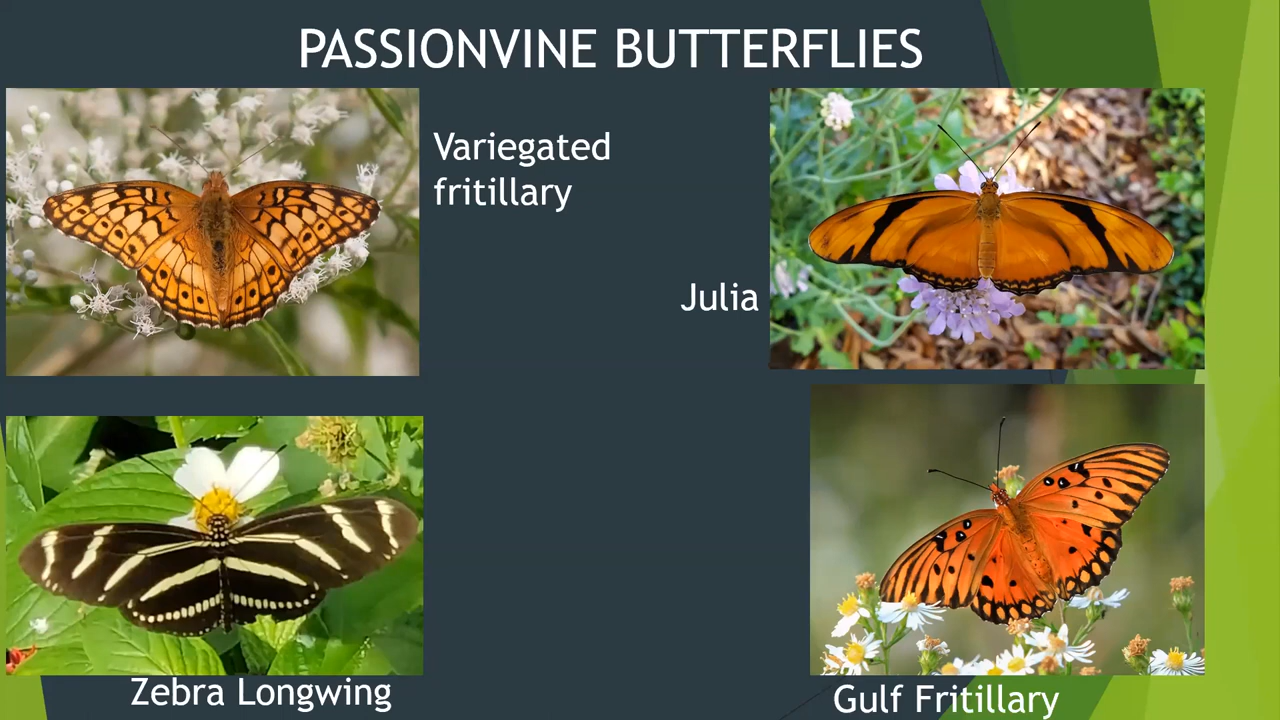 PASSIONVINE BUTTERFLIES
Variegated
fritillary
Julia
Zebra Longwing
Gulf Fritillary